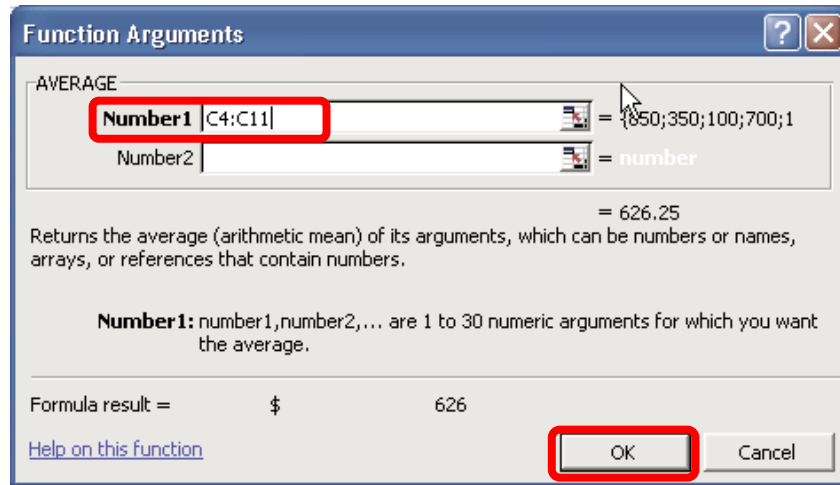 Function Arguments
AVERAGE
Number1 C4:C11 = {650;350;100;700;1
Number2 = number
= 626.25
Returns the average (arithmetic mean) of its arguments, which can be numbers or names,
arrays, or references that contain numbers.
Number1: number1,number2,... are 1 to 30 numeric arguments for which you want
the average.
Formula result = $ 626
Help on this function OK Cancel